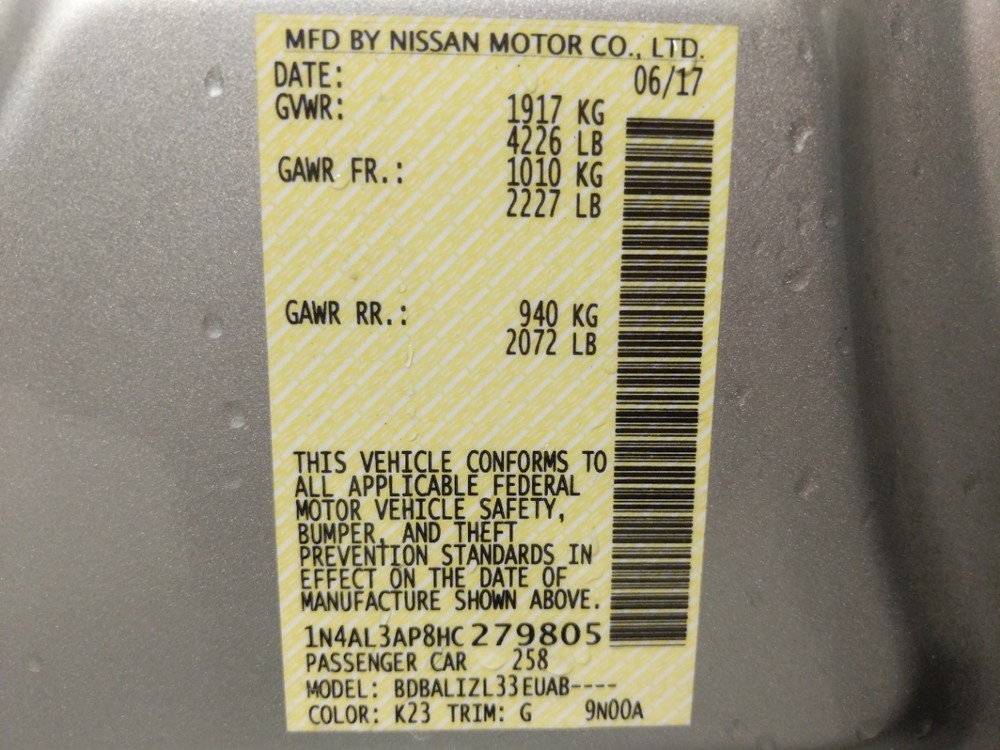 MFD BY NISSAN MOTOR CO., LTD.
DATE: 06/17
GVWR: 1917 KG
4226 LB
GAWR FR.: 1010 KG
2227 LB
GAWR RR.: 940 KG
2072 LB
THIS VEHICLE CONFORMS TO
ALL APPLICABLE FEDERAL
MOTOR VEHICLE SAFETY,
BUMPER, AND THEFT
PREVENTION STANDARDS IN
EFFECT ON THE DATE OF
MANUFACTURE SHOWN ABOVE.
1N4AL3AP8HC279805
PASSENGER CAR 258
MODEL: BDBALIZL33EUAB----
COLOR: K23 TRIM: G 9N00A